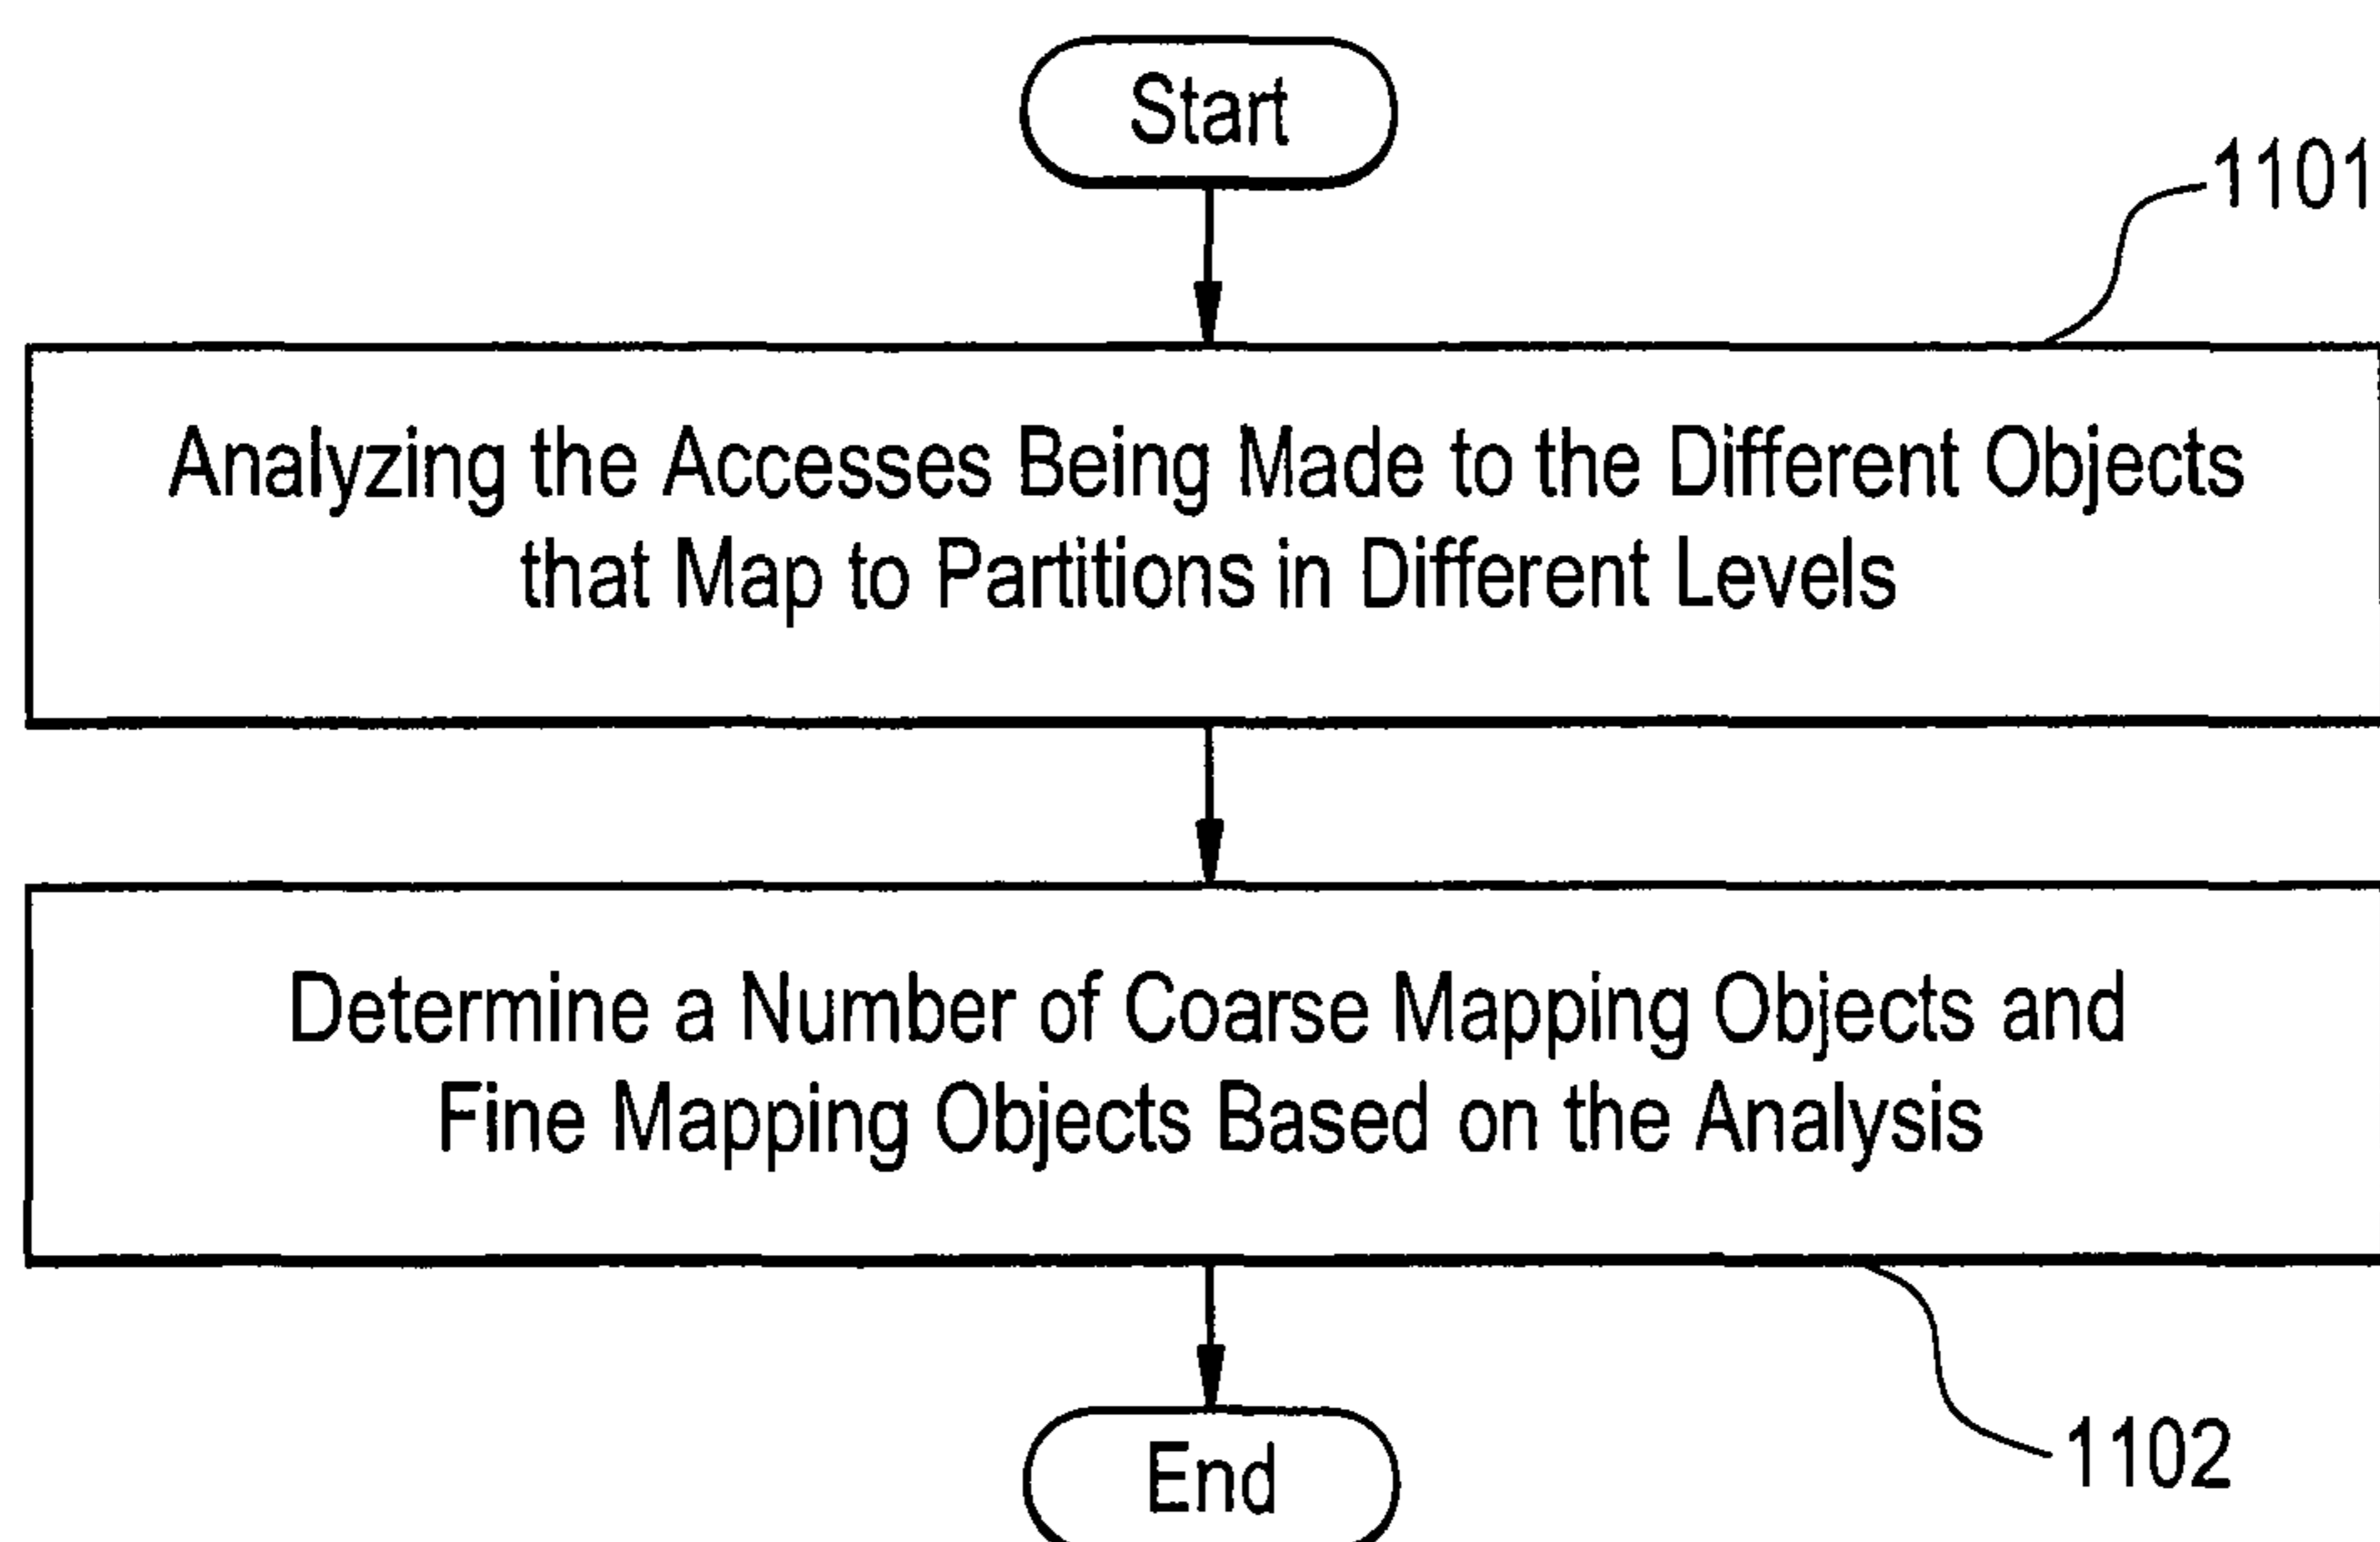 Start
1101
Analyzing the Accesses Being Made to the Different Objects
that Map to Partitions in Different Levels
Determine a Number of Coarse Mapping Objects and
Fine Mapping Objects Based on the Analysis
End
1102